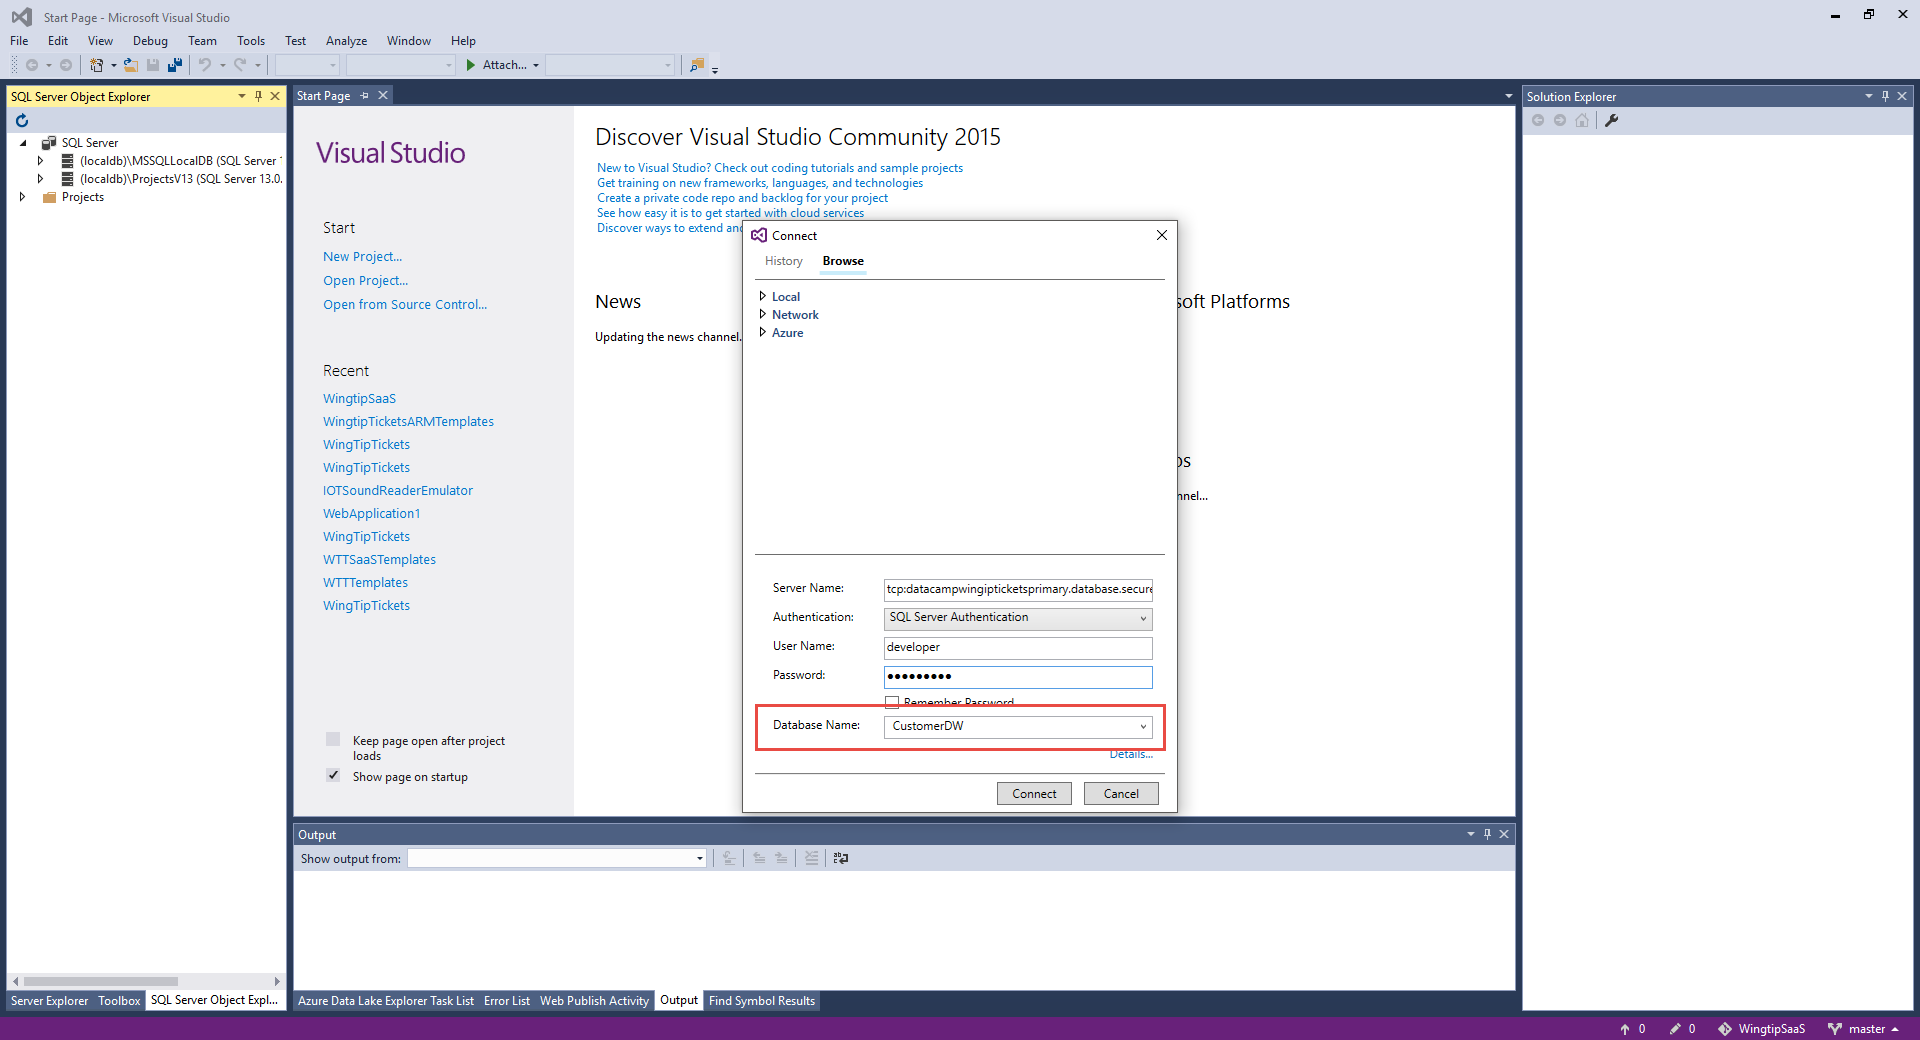 Start Page - Microsoft Visual Studio
File Edit View Debug Team Tools Test Analyze Window Help
Attach...
SQL Server Object Explorer
SQL Server
(localdb)\MSSQLLocalDB (SQL Server
(localdb)\ProjectsV13 (SQL Server 13.0.
Projects
Start Page
Visual Studio
Start
New Project...
Open Project...
Open from Source Control...
Recent
WingtipSaaS
WingtipTicketsARMTemplates
WingTipTickets
WingTipTickets
IOTSoundReaderEmulator
WebApplication1
WingTipTickets
WTTSaaSTemplates
WTTTemplates
WingTipTickets
Keep page open after project
loads
Show page on startup
Discover Visual Studio Community 2015
New to Visual Studio? Check out coding tutorials and sample projects
Get training on new frameworks, languages, and technologies
Create a private code repo and backlog for your project
See how easy it is to get started with cloud services
Discover ways to extend an
News
Updating the news channel.
soft Platforms
os
nnel...
Connect
History Browse
Local
Network
Azure
Server Name: tcp:datacampwingipticketsprimary.database.secure
Authentication: SQL Server Authentication
User Name: developer
Password: •••••••••
Remember Password
Database Name: CustomerDW
Details...
Connect Cancel
Solution Explorer
Output
Show output from:
Server Explorer Toolbox SQL Server Object Expl...
Azure Data Lake Explorer Task List Error List Web Publish Activity Output Find Symbol Results
0 0 WingtipSaaS master